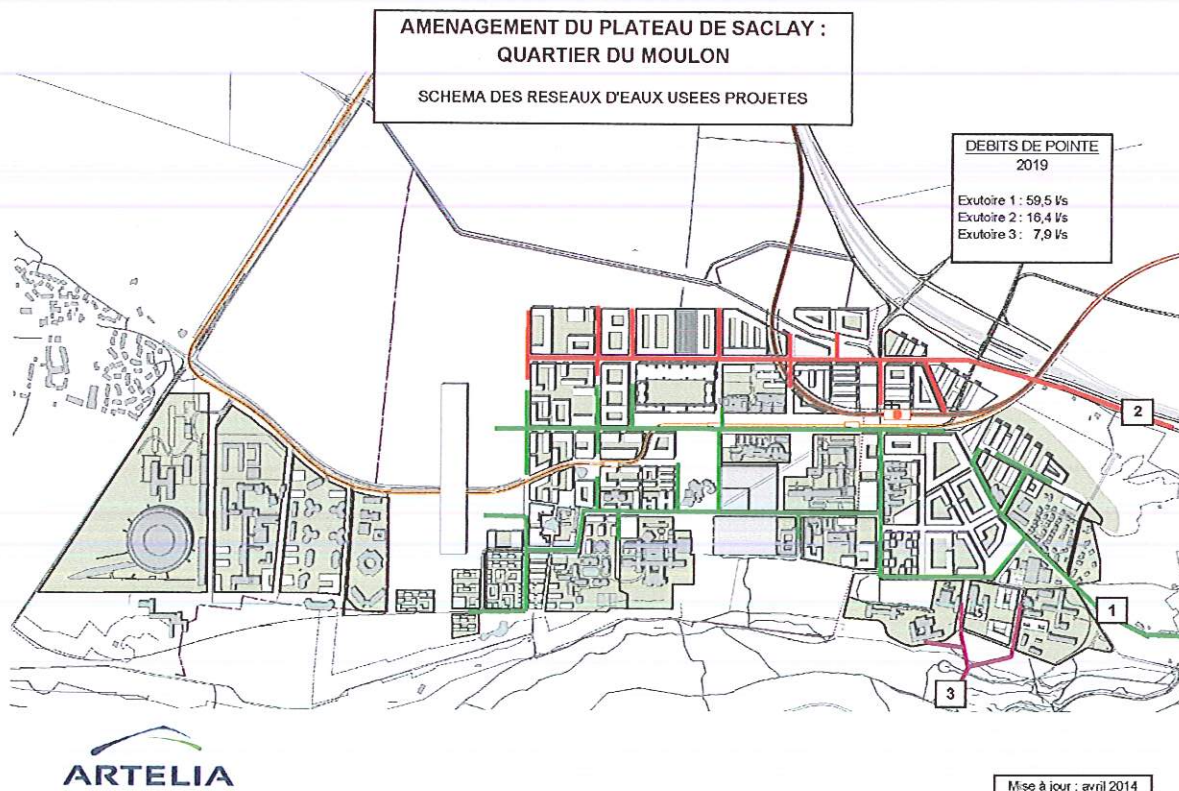 AMENAGEMENT DU PLATEAU DE SACLAY :
QUARTIER DU MOULON
SCHEMA DES RESEAUX D'EAUX USEES PROJETES
DEBITS DE POINTE
2019
Exutoire 1 : 59,5 l/s
Exutoire 2 : 16,4 l/s
Exutoire 3 : 7,9 l/s
2
1
3
ARTELIA
Mise à jour : avril 2014